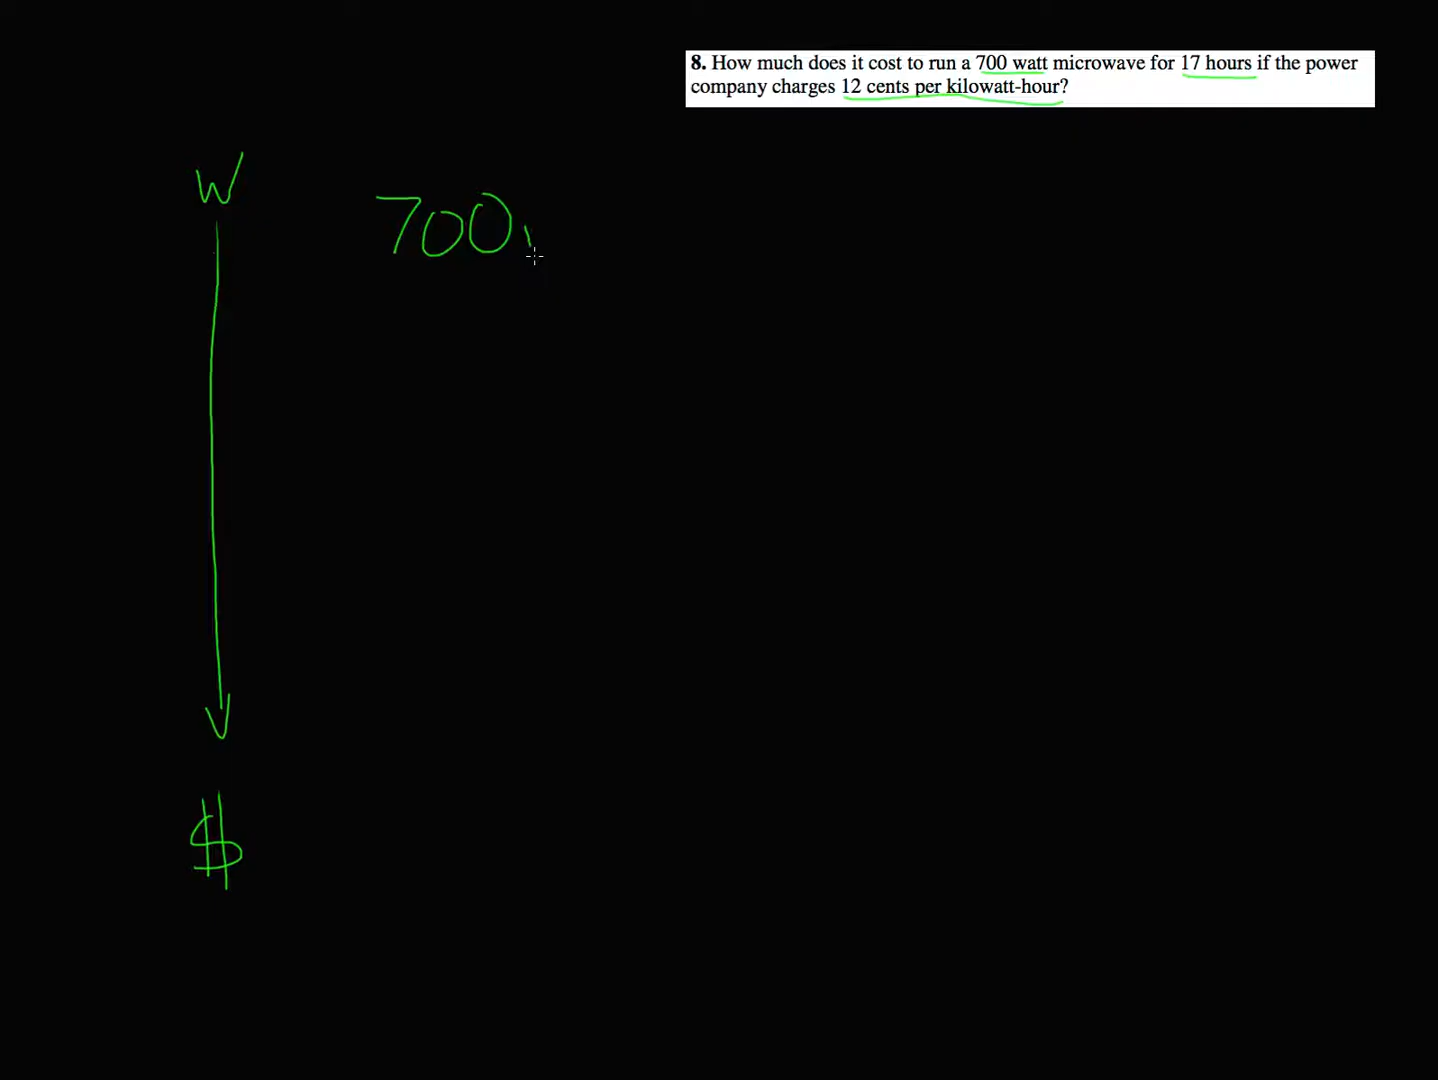 8. How much does it cost to run a 700 watt microwave for 17 hours if the power
company charges 12 cents per kilowatt-hour?
W
700
$